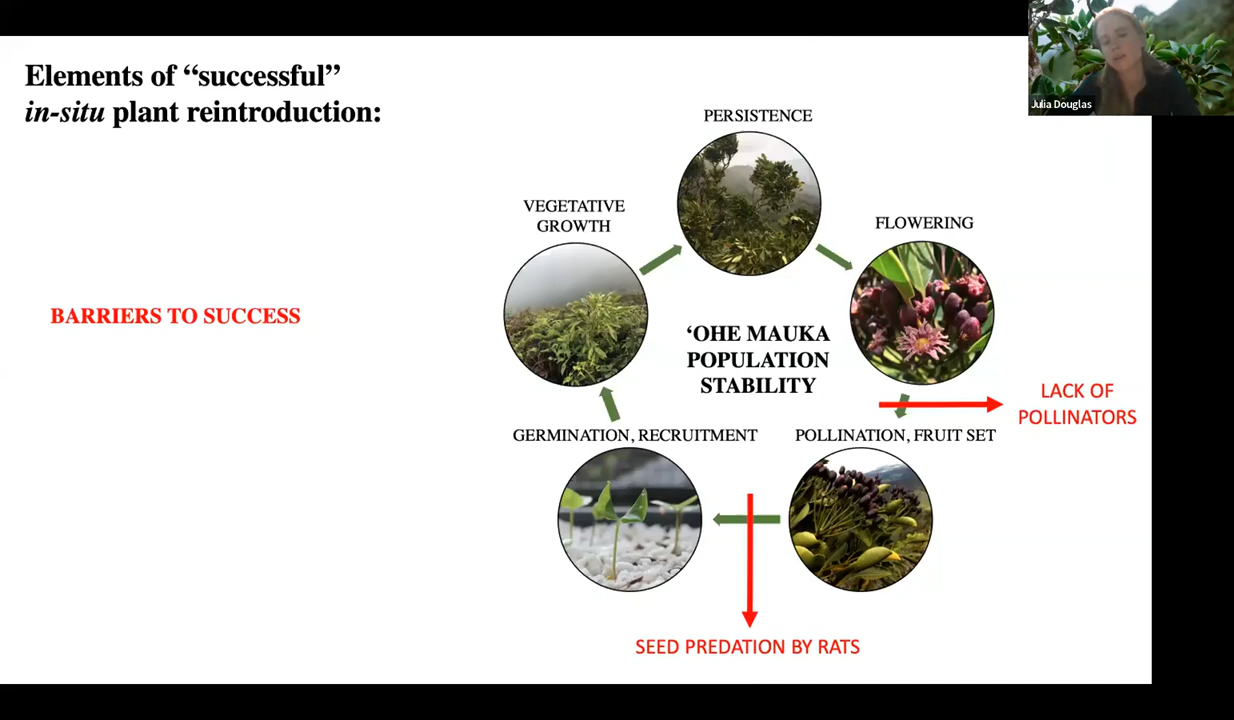 Elements of “successful”
in-situ plant reintroduction:
Julia Douglas
PERSISTENCE
VEGETATIVE
GROWTH
FLOWERING
BARRIERS TO SUCCESS
‘OHE MAUKA
POPULATION
STABILITY
LACK OF
POLLINATORS
GERMINATION, RECRUITMENT
POLLINATION, FRUIT SET
SEED PREDATION BY RATS